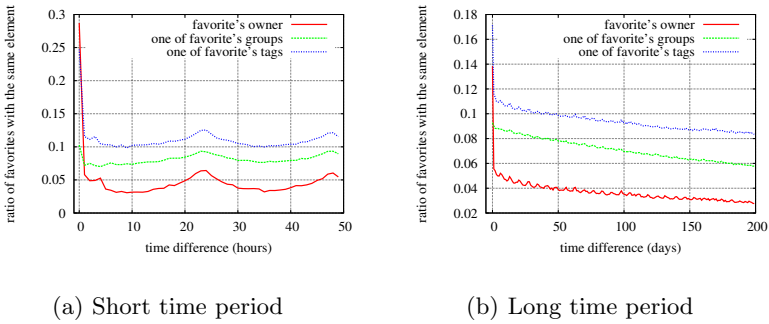 ratio of favorites with the same element
0.3
0.25
0.2
0.15
0.1
0.05
0
favorite's owner
one of favorite's groups
one of favorite's tags
0 10 20 30 40 50
time difference (hours)
(a) Short time period
ratio of favorites with the same element
0.18
0.16
0.14
0.12
0.1
0.08
0.06
0.04
0.02
favorite's owner
one of favorite's groups
one of favorite's tags
0 50 100 150 200
time difference (days)
(b) Long time period